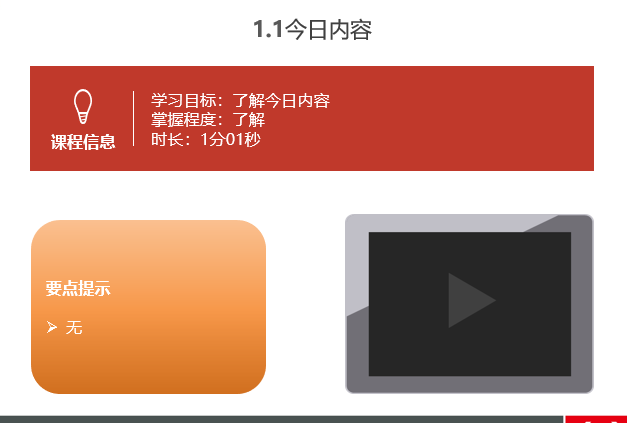 1.1今日内容
学习目标：了解今日内容
掌握程度：了解
时长：1分01秒
课程信息
要点提示
➢ 无